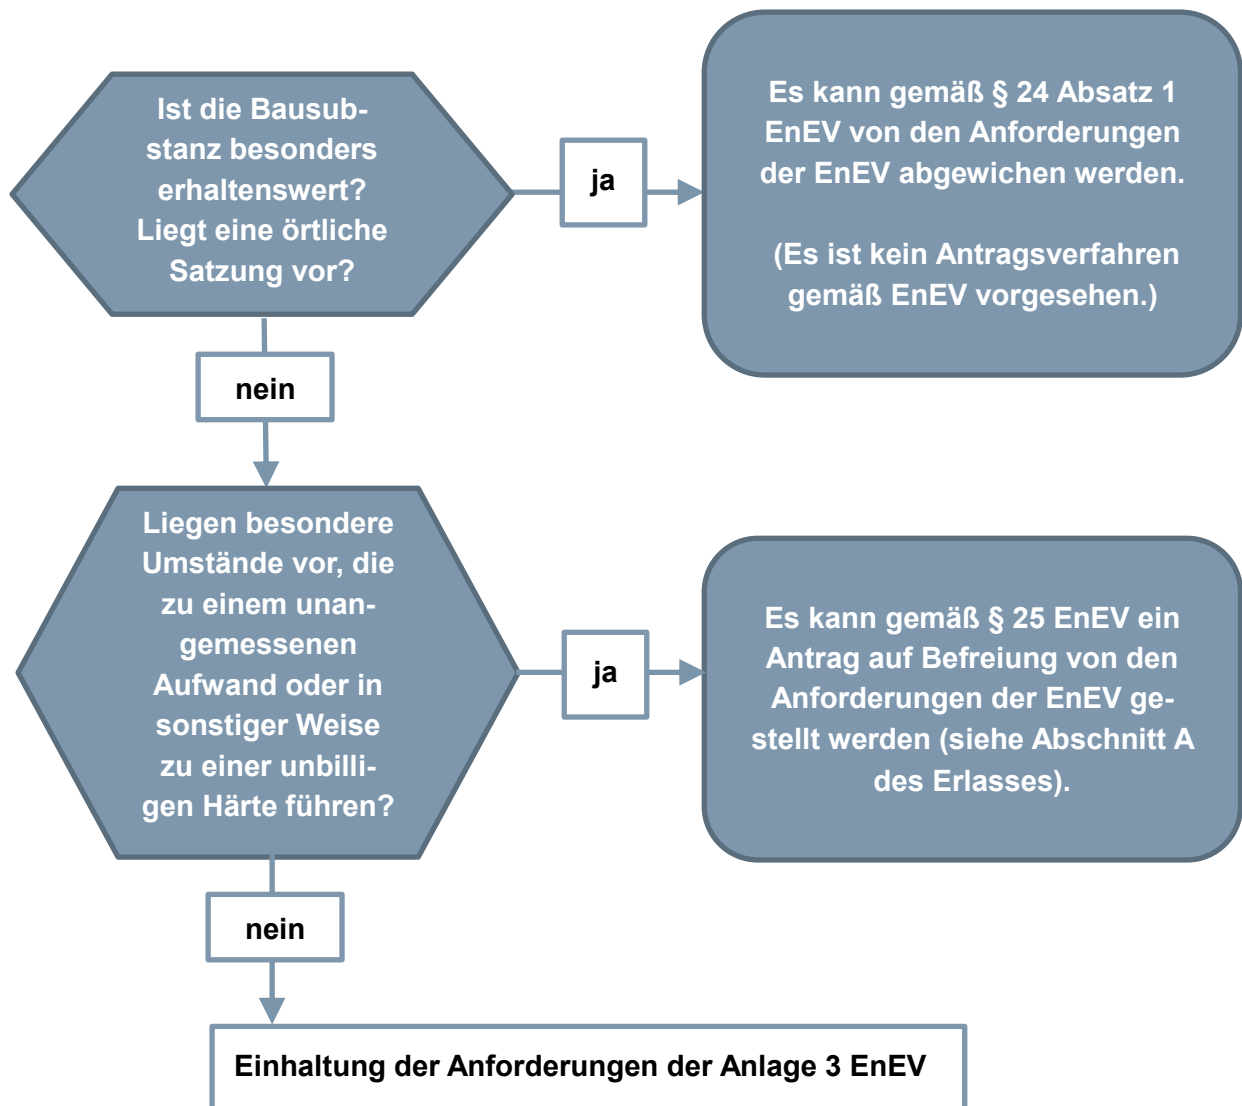 Ist die Bausub-
stanz besonders
erhaltenswert?
Liegt eine örtliche
Satzung vor?
ja
Es kann gemäß § 24 Absatz 1
EnEV von den Anforderungen
der EnEV abgewichen werden.
(Es ist kein Antragsverfahren
gemäß EnEV vorgesehen.)
nein
Liegen besondere
Umstände vor, die
zu einem unan-
gemessenen
Aufwand oder in
sonstiger Weise
zu einer unbilli-
gen Härte führen?
ja
Es kann gemäß § 25 EnEV ein
Antrag auf Befreiung von den
Anforderungen der EnEV ge-
stellt werden (siehe Abschnitt A
des Erlasses).
nein
Einhaltung der Anforderungen der Anlage 3 EnEV